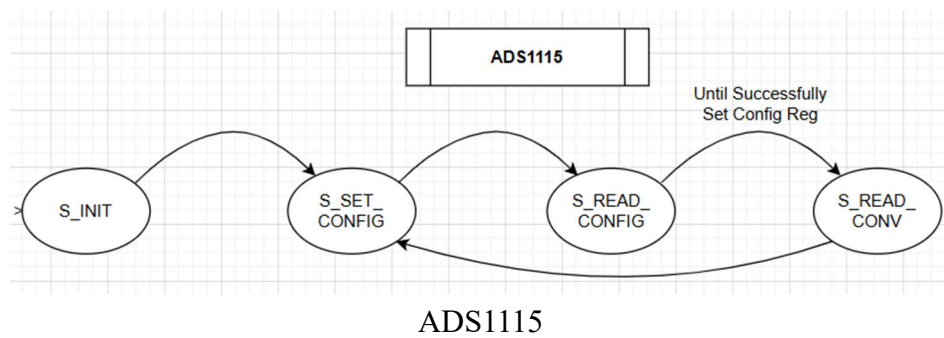 ADS1115
Until Successfully
Set Config Reg
S_INIT
S_SET_
CONFIG
S_READ_
CONFIG
S_READ_
CONV
ADS1115